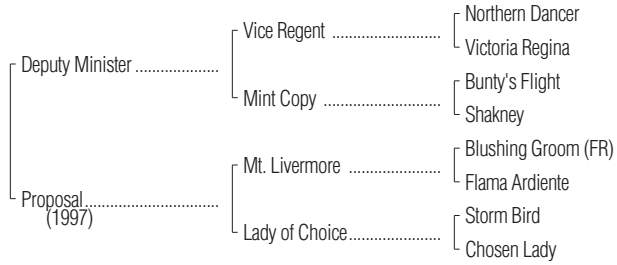 Northern Dancer
Vice Regent
Victoria Regina
Deputy Minister
Bunty's Flight
Mint Copy
Shakney
Blushing Groom (FR)
Mt. Livermore
Flama Ardiente
Proposal
(1997)
Storm Bird
Lady of Choice
Chosen Lady